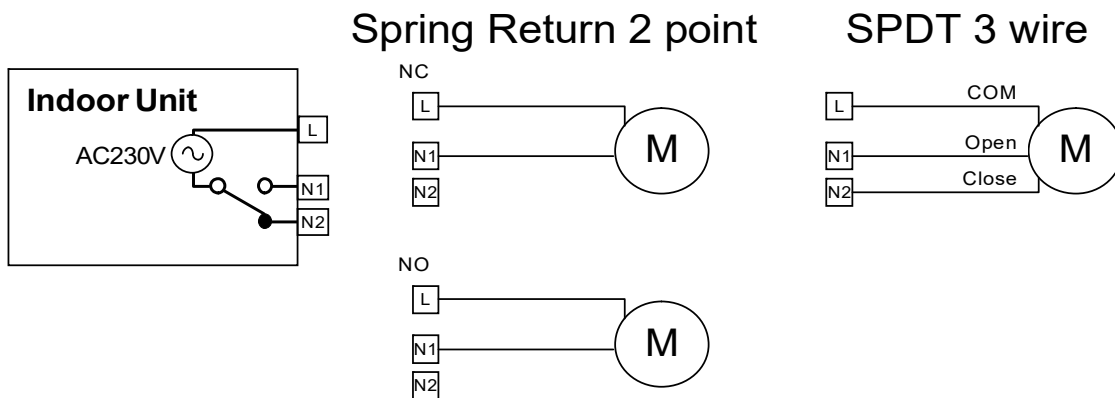 Spring Return 2 point
SPDT 3 wire
Indoor Unit
AC230V
L
N1
N2
NC
L
N1
N2
M
NO
L
N1
N2
M
L
N1
N2
COM
Open
Close
M